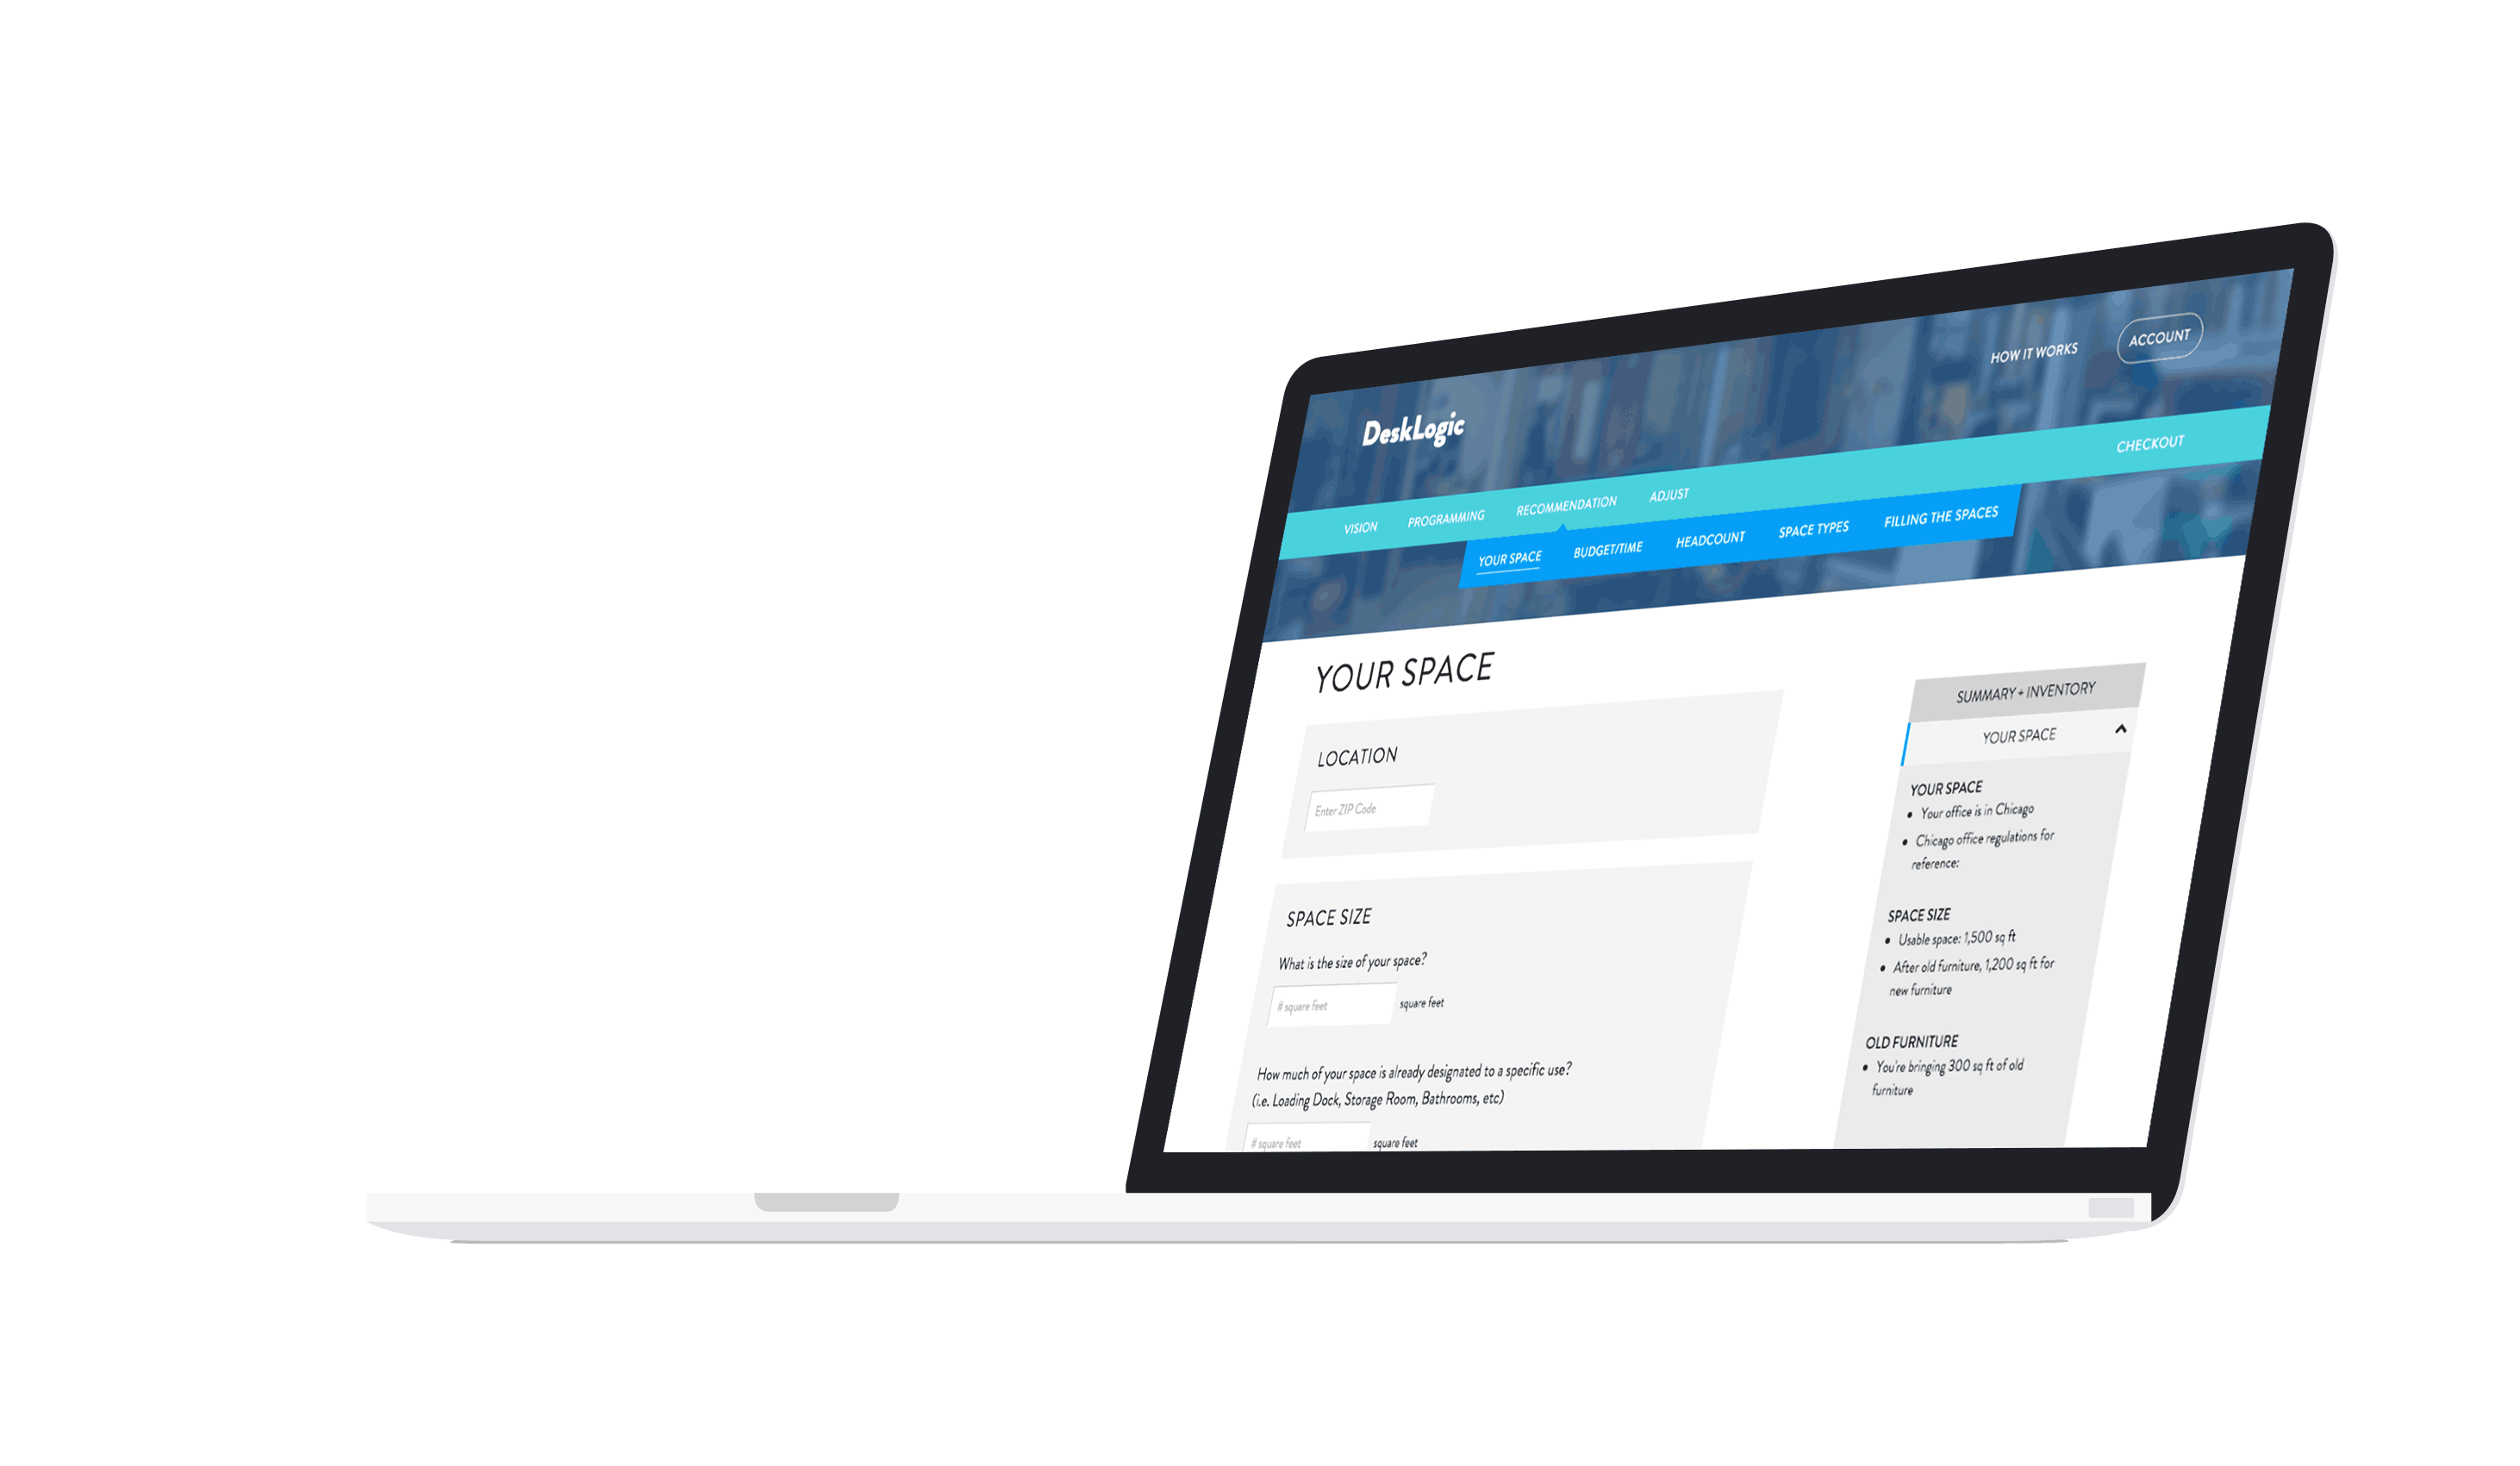 HOW IT WORKS
ACCOUNT
DeskLogic
CHECKOUT
VISION
PROGRAMMING
RECOMMENDATION
ADJUST
YOUR SPACE
BUDGET/TIME
HEADCOUNT
SPACE TYPES
FILLING THE SPACES
YOUR SPACE
LOCATION
Enter ZIP Code
SPACE SIZE
What is the size of your space?
# square feet
square feet
How much of your space is already designated to a specific use?
(i.e. Loading Dock, Storage Room, Bathrooms, etc)
# square feet
square feet
SUMMARY + INVENTORY
YOUR SPACE
YOUR SPACE
• Your office is in Chicago
• Chicago office regulations for
reference:
SPACE SIZE
• Usable space: 1,500 sq ft
• After old furniture, 1,200 sq ft for
new furniture
OLD FURNITURE
• You're bringing 300 sq ft of old
furniture